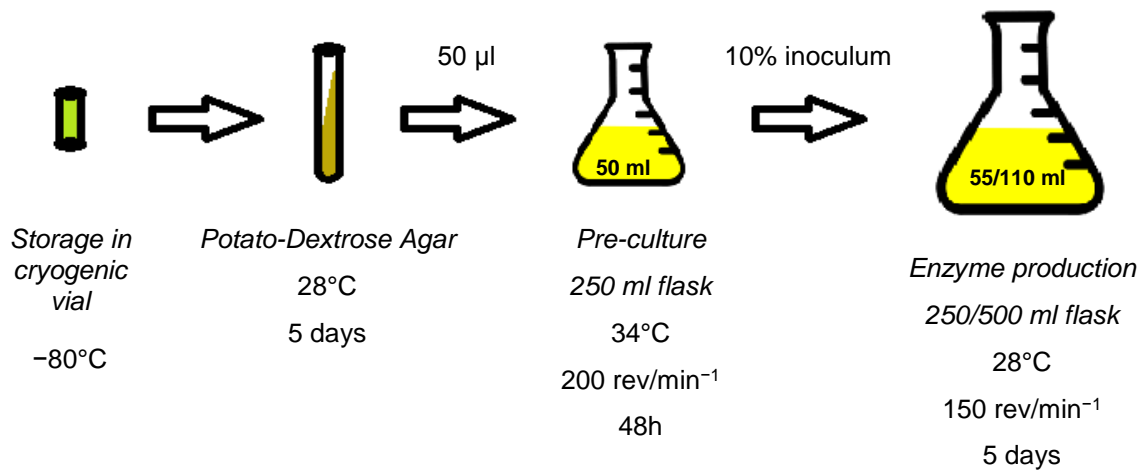 50 µl
10% inoculum
50 ml
55/110 ml
Storage in
cryogenic
vial
−80°C
Potato-Dextrose Agar
28°C
5 days
Pre-culture
250 ml flask
34°C
200 rev/min⁻¹
48h
Enzyme production
250/500 ml flask
28°C
150 rev/min⁻¹
5 days